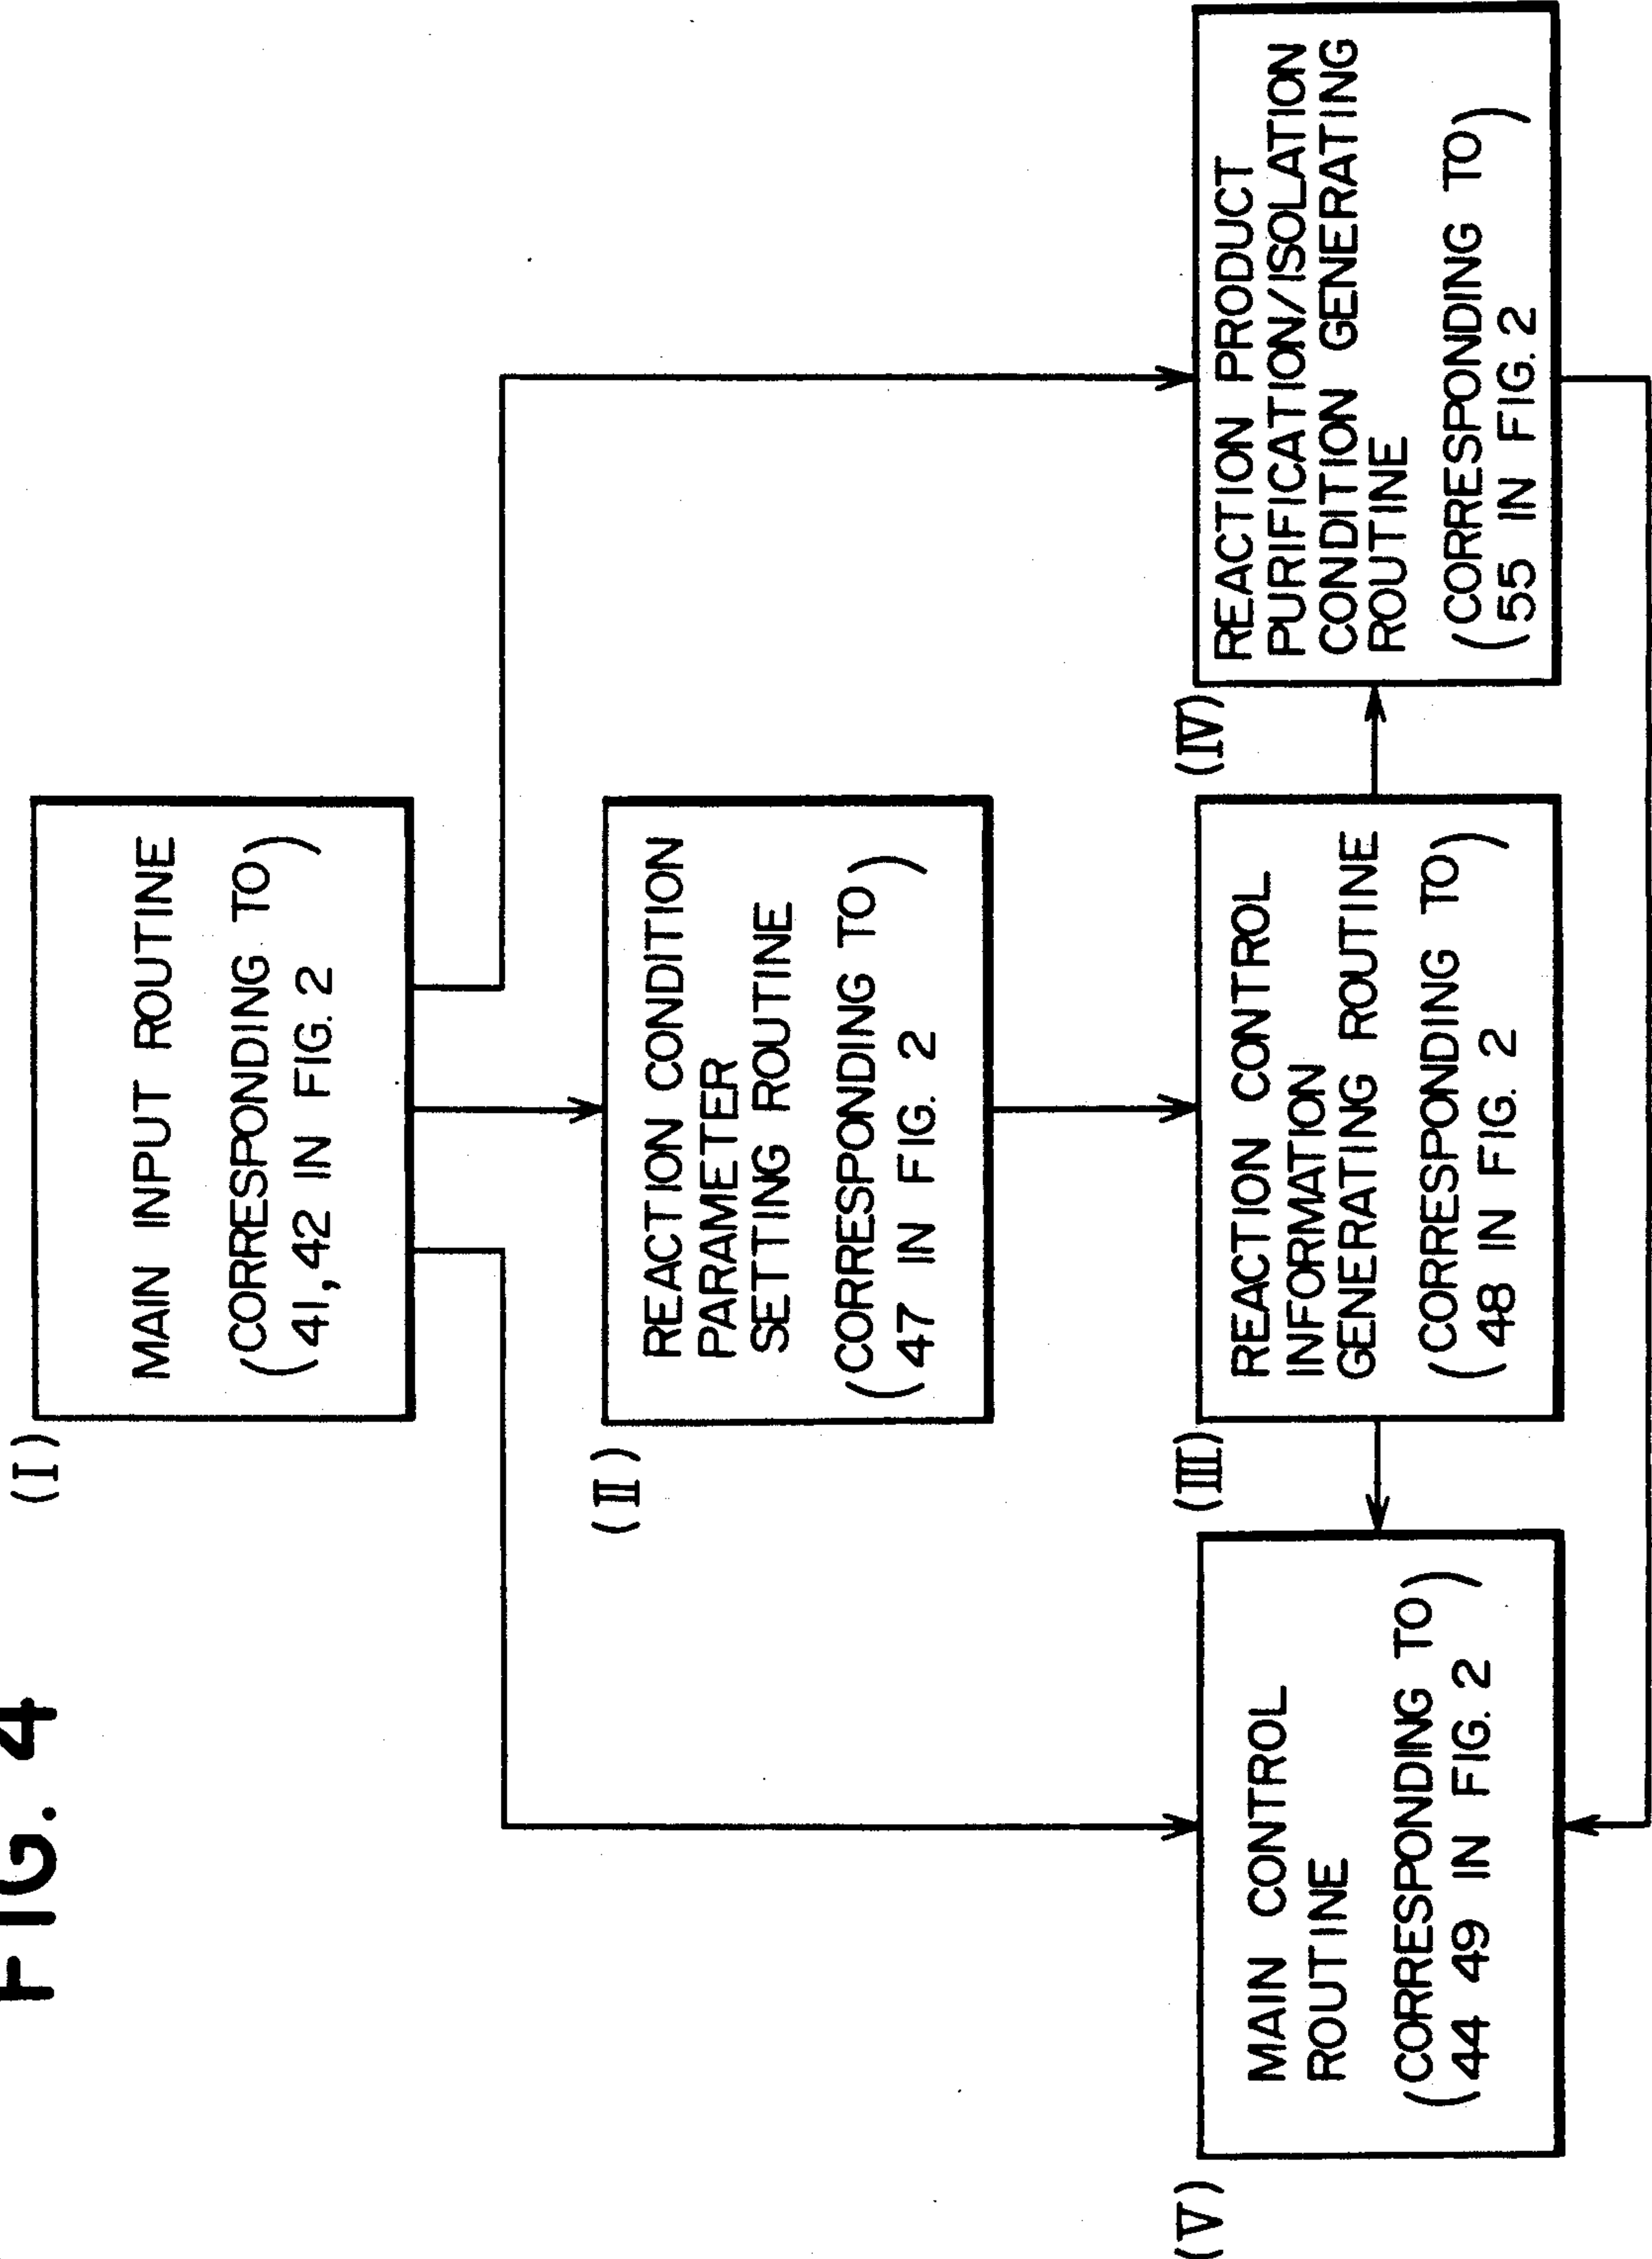 FIG. 4
(I)
MAIN INPUT ROUTINE
(CORRESPONDING TO
41, 42 IN FIG. 2)
(II)
REACTION CONDITION
PARAMETER
SETTING ROUTINE
(CORRESPONDING TO
47 IN FIG. 2)
(V)
MAIN CONTROL
ROUTINE
(CORRESPONDING TO
44 49 IN FIG. 2)
(III)
REACTION CONTROL
INFORMATION
GENERATING ROUTINE
(CORRESPONDING TO
48 IN FIG. 2)
(IV)
REACTION PRODUCT
PURIFICATION/ISOLATION
CONDITION GENERATING
ROUTINE
(CORRESPONDING TO
55 IN FIG. 2)